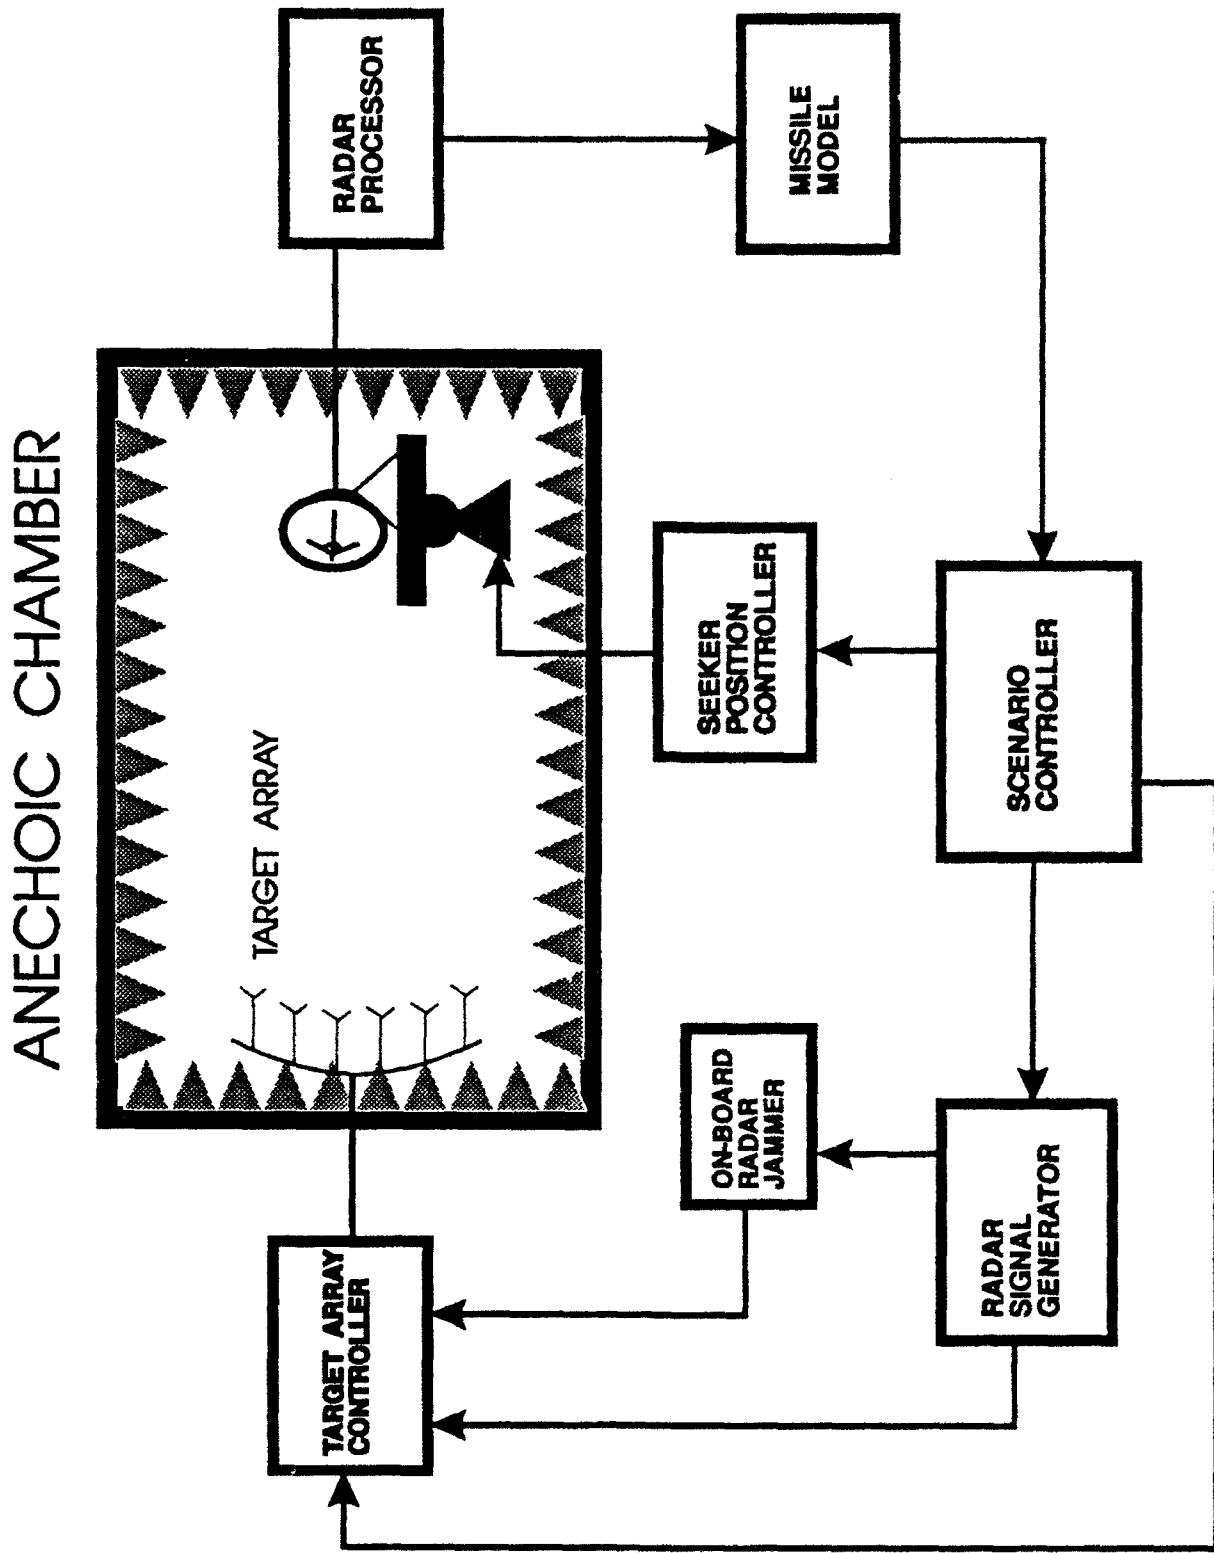 ANECHOIC CHAMBER
TARGET ARRAY
TARGET ARRAY
CONTROLLER
RADAR
PROCESSOR
ON-BOARD
RADAR
JAMMER
SEEKER
POSITION
CONTROLLER
MISSILE
MODEL
RADAR
SIGNAL
GENERATOR
SCENARIO
CONTROLLER